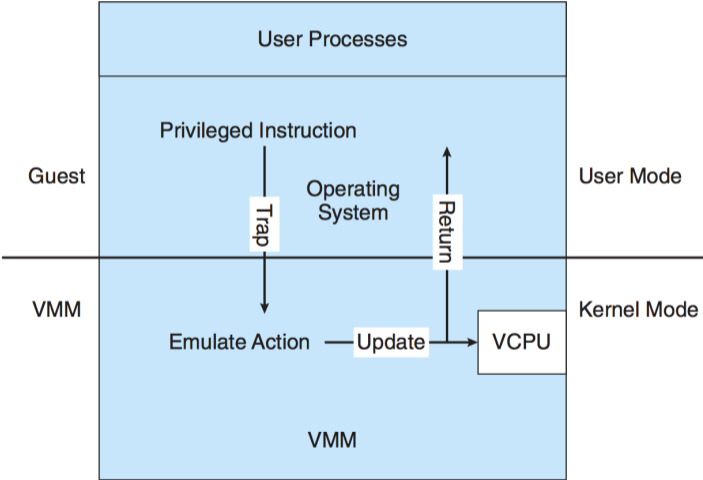 User Processes
Privileged Instruction
Guest
User Mode
Operating
System
Trap
Return
VMM
Kernel Mode
Emulate Action
Update
VCPU
VMM